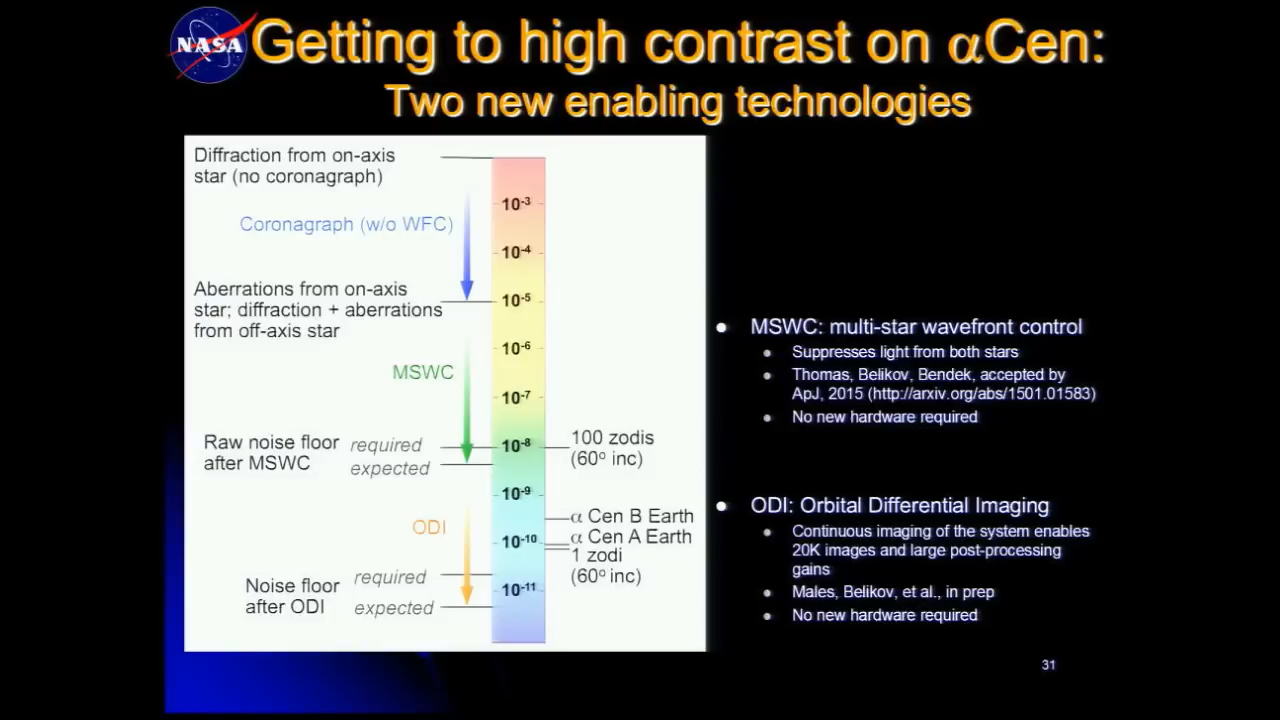 NASA
Getting to high contrast on αCen:
Two new enabling technologies
Diffraction from on-axis
star (no coronagraph)
Coronagraph (w/o WFC)
Aberrations from on-axis
star; diffraction + aberrations
from off-axis star
MSWC
Raw noise floor
after MSWC
required
expected
ODI
Noise floor
after ODI
required
expected
10⁻³
10⁻⁴
10⁻⁵
10⁻⁶
10⁻⁷
10⁻⁸
10⁻⁹
10⁻¹⁰
10⁻¹¹
100 zodis
(60º inc)
α Cen B Earth
α Cen A Earth
1 zodi
(60º inc)
• MSWC: multi-star wavefront control
• Suppresses light from both stars
• Thomas, Belikov, Bendek, accepted by
ApJ, 2015 (http://arxiv.org/abs/1501.01583)
• No new hardware required
• ODI: Orbital Differential Imaging
• Continuous imaging of the system enables
20K images and large post-processing
gains
• Males, Belikov, et al., in prep
• No new hardware required
31